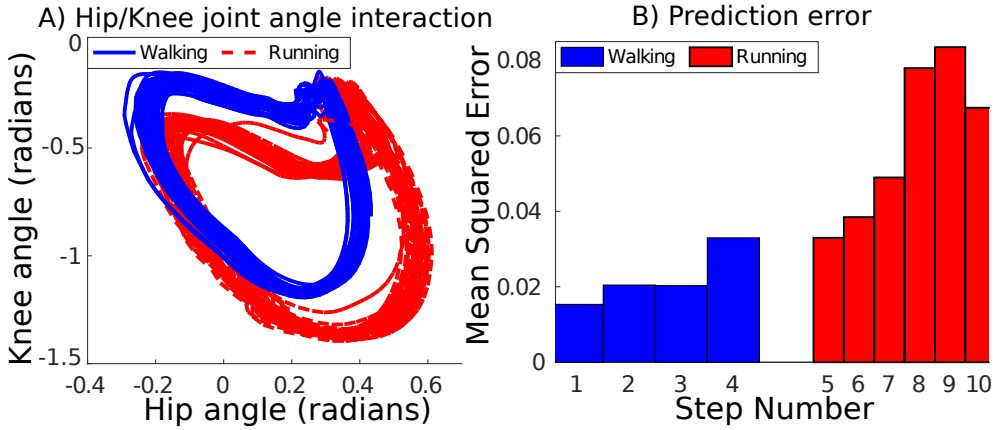 A) Hip/Knee joint angle interaction
Walking Running
Knee angle (radians)
0
-0.5
-1
-1.5
-0.4 -0.2 0 0.2 0.4 0.6
Hip angle (radians)
B) Prediction error
Walking Running
Mean Squared Error
0.08
0.06
0.04
0.02
0
1 2 3 4 5 6 7 8 9 10
Step Number